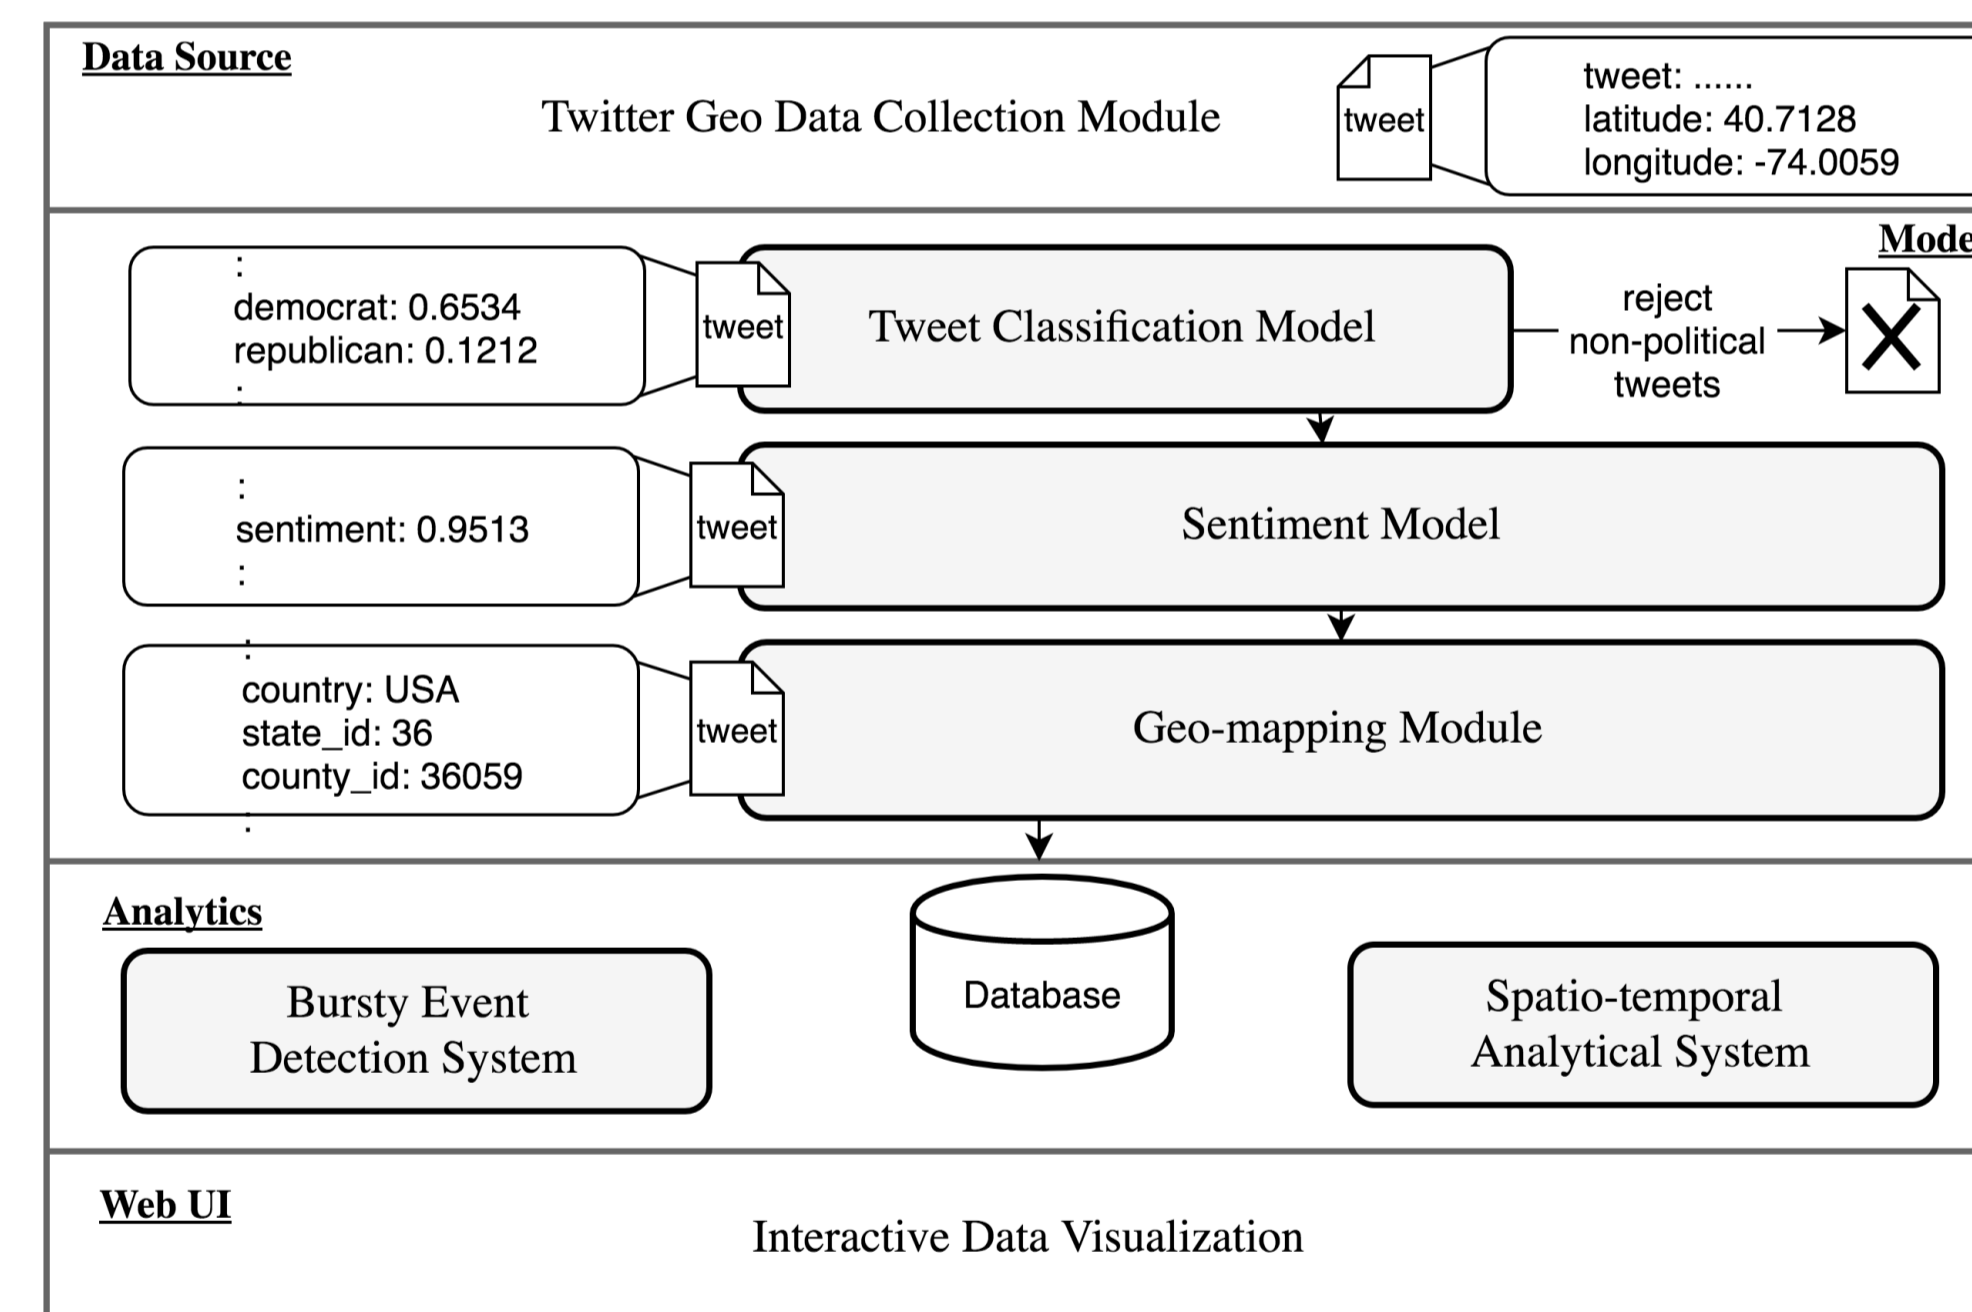 Data Source
Twitter Geo Data Collection Module
tweet
tweet: ......
latitude: 40.7128
longitude: -74.0059
Mode
:
democrat: 0.6534
republican: 0.1212
:
tweet
Tweet Classification Model
reject
non-political
tweets
:
sentiment: 0.9513
:
tweet
Sentiment Model
:
country: USA
state_id: 36
county_id: 36059
:
tweet
Geo-mapping Module
Analytics
Bursty Event
Detection System
Database
Spatio-temporal
Analytical System
Web UI
Interactive Data Visualization